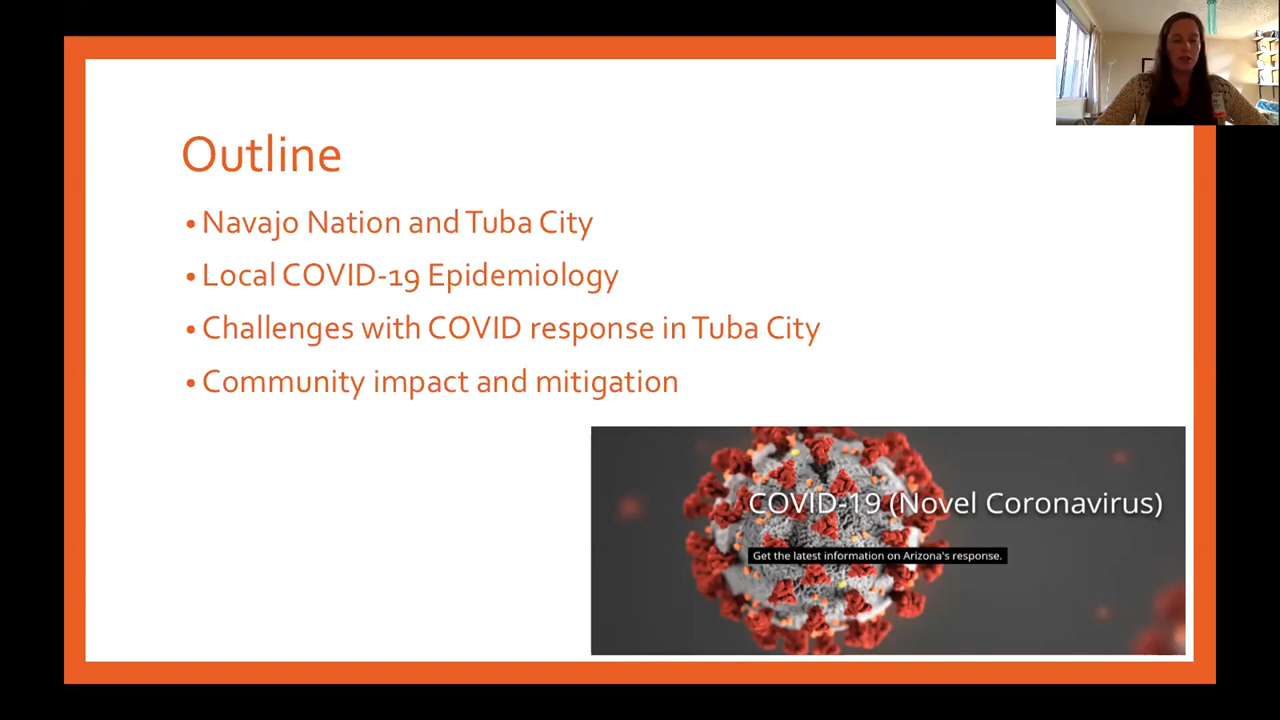 Outline
• Navajo Nation and Tuba City
• Local COVID-19 Epidemiology
• Challenges with COVID response in Tuba City
• Community impact and mitigation
COVID-19 (Novel Coronavirus)
Get the latest information on Arizona's response.